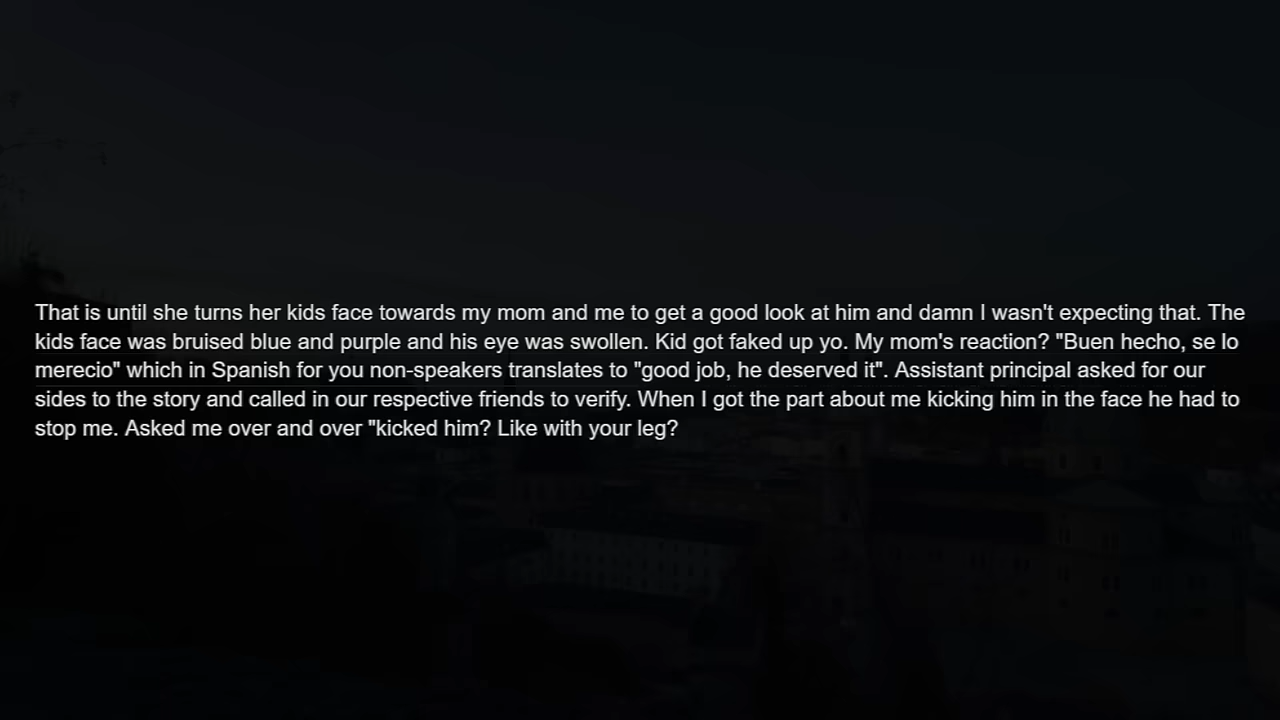 That is until she turns her kids face towards my mom and me to get a good look at him and damn I wasn't expecting that. The
kids face was bruised blue and purple and his eye was swollen. Kid got faked up yo. My mom's reaction? "Buen hecho, se lo
merecio" which in Spanish for you non-speakers translates to "good job, he deserved it". Assistant principal asked for our
sides to the story and called in our respective friends to verify. When I got the part about me kicking him in the face he had to
stop me. Asked me over and over "kicked him? Like with your leg?